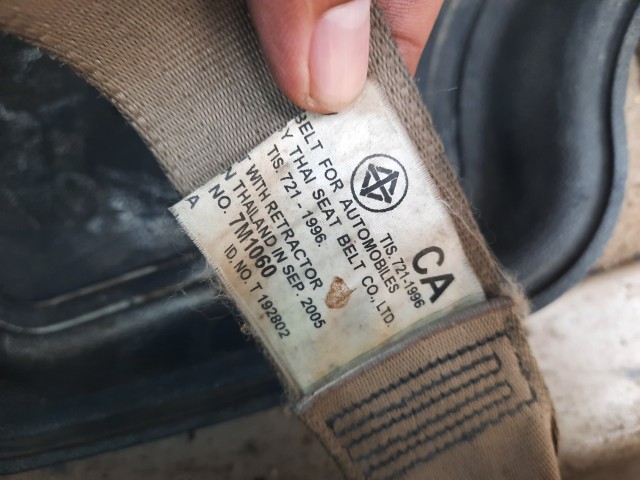 BELT FOR AUTOMOBILES
Y THAI SEAT BELT CO., LTD.
TIS. 721 - 1996.
WITH RETRACTOR
N THAILAND IN SEP. 2005
NO. 7M1060
A
ID. NO. T 192802
TIS. 721-1996
CA